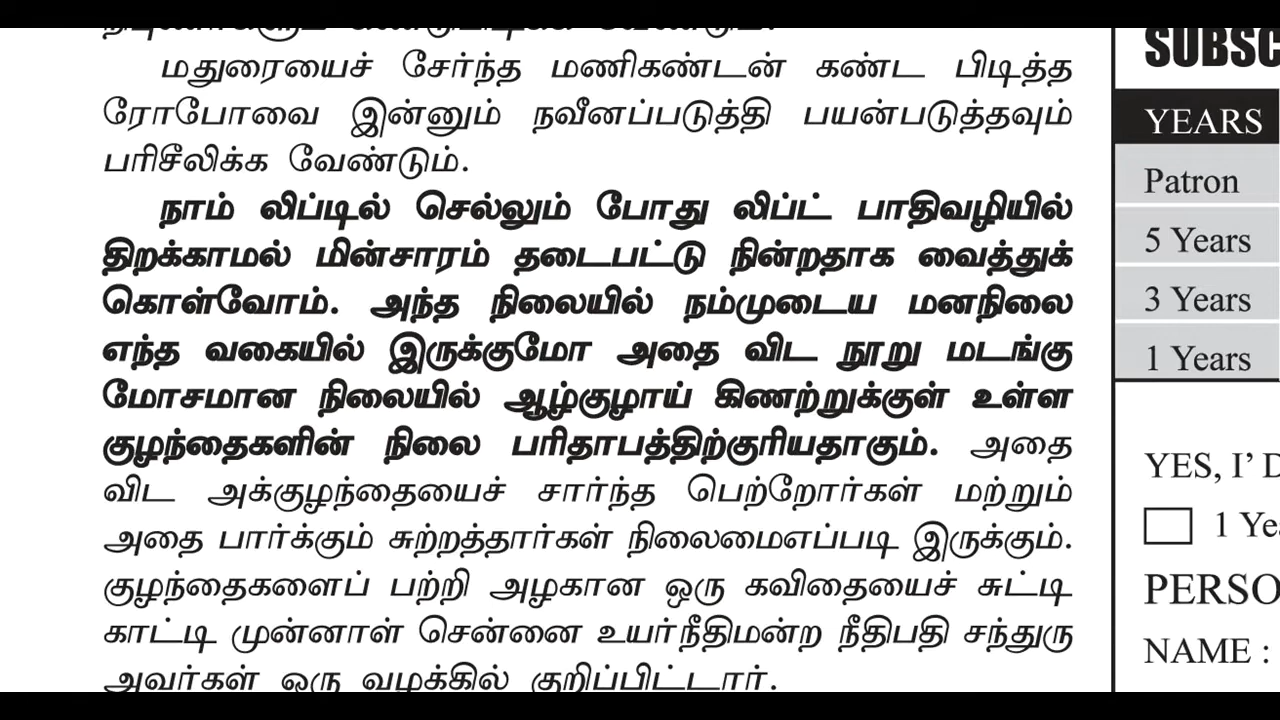 மதுரையைச் சேர்ந்த மணிகண்டன் கண்ட பிடித்த
ரோபோவை இன்னும் நவீனப்படுத்தி பயன்படுத்தவும்
பரிசீலிக்க வேண்டும்.
நாம் லிப்டில் செல்லும் போது லிப்ட் பாதிவழியில்
திறக்காமல் மின்சாரம் தடைபட்டு நின்றதாக வைத்துக்
கொள்வோம். அந்த நிலையில் நம்முடைய மனநிலை
எந்த வகையில் இருக்குமோ அதை விட நூறு மடங்கு
மோசமான நிலையில் ஆழ்குழாய் கிணற்றுக்குள் உள்ள
குழந்தைகளின் நிலை பரிதாபத்திற்குரியதாகும். அதை
விட அக்குழந்தையைச் சார்ந்த பெற்றோர்கள் மற்றும்
அதை பார்க்கும் சுற்றத்தார்கள் நிலைமைஎப்படி இருக்கும்.
குழந்தைகளைப் பற்றி அழகான ஒரு கவிதையைச் சுட்டி
காட்டி முன்னாள் சென்னை உயர்நீதிமன்ற நீதிபதி சந்துரு
அவர்கள் ஒரு வழக்கில் குறிப்பிட்டார்.
SUBSC
YEARS
Patron
5 Years
3 Years
1 Years
YES, I’ D
1 Yea
PERSO
NAME :